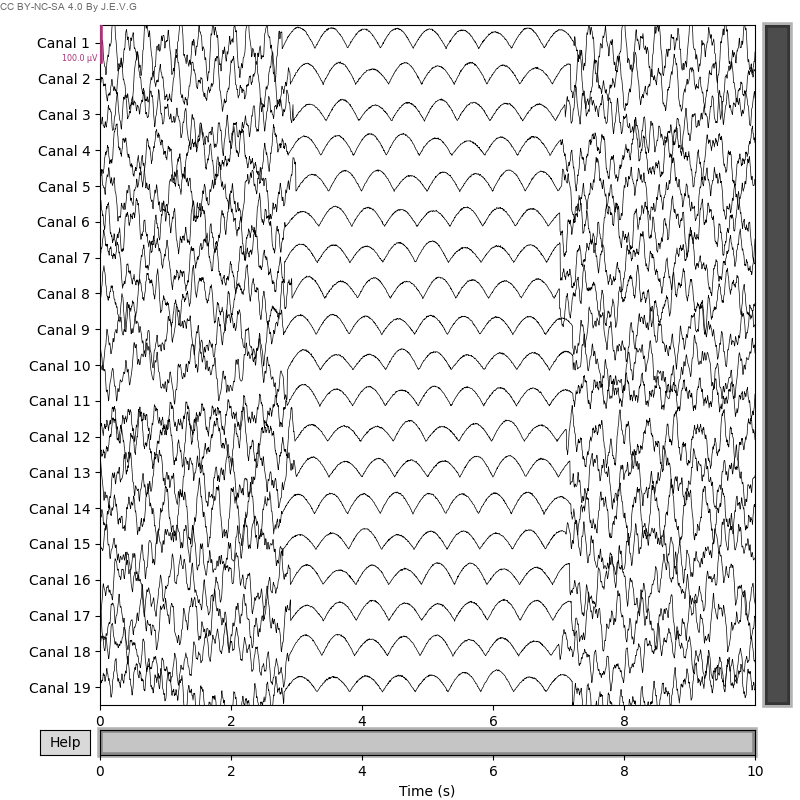 CC BY-NC-SA 4.0 By J.E.V.G
Canal 1
100.0 µV
Canal 2
Canal 3
Canal 4
Canal 5
Canal 6
Canal 7
Canal 8
Canal 9
Canal 10
Canal 11
Canal 12
Canal 13
Canal 14
Canal 15
Canal 16
Canal 17
Canal 18
Canal 19
0 2 4 6 8
Help
0 2 4 6 8 10
Time (s)